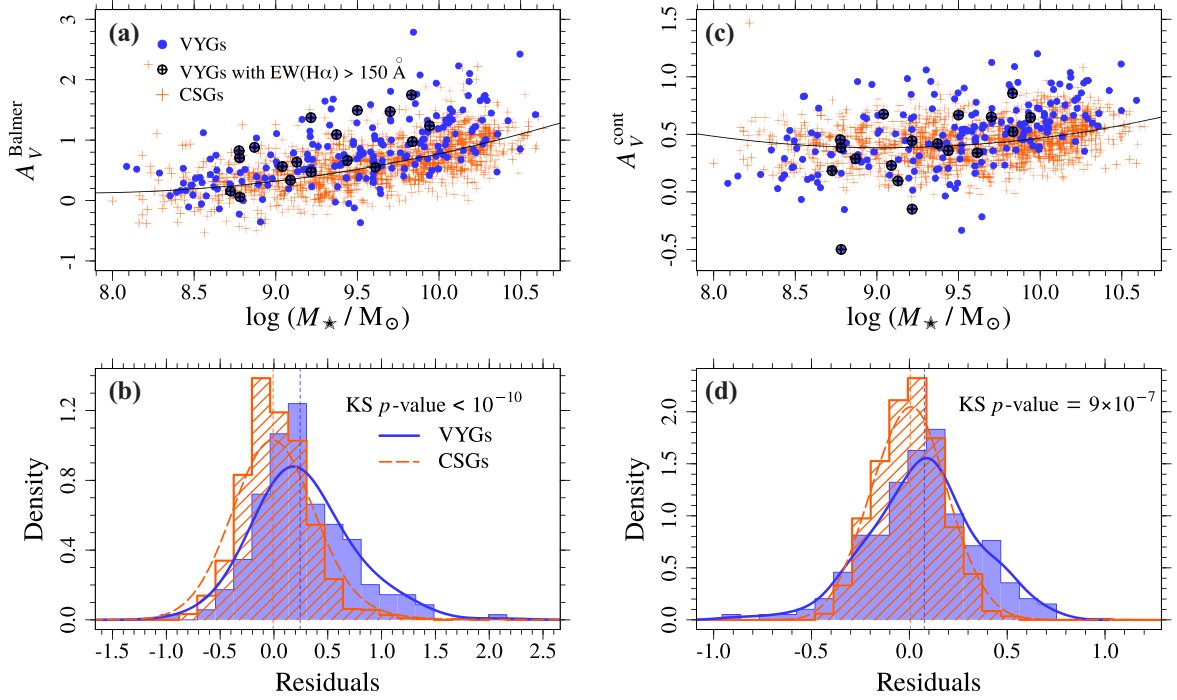 (a)
VYGs
VYGs with EW(Hα) > 150 Å
CSGs
A_V^Balmer
3
2
1
0
-1
8.0 8.5 9.0 9.5 10.0 10.5
log (M★ / M⊙)
(c)
A_V^cont
1.5
1.0
0.5
0.0
-0.5
8.0 8.5 9.0 9.5 10.0 10.5
log (M★ / M⊙)
(b)
KS p-value < 10⁻¹⁰
VYGs
CSGs
Density
1.2
0.8
0.4
0.0
-1.5 -1.0 -0.5 0.0 0.5 1.0 1.5 2.0 2.5
Residuals
(d)
KS p-value = 9×10⁻⁷
Density
2.0
1.5
1.0
0.5
0.0
-1.0 -0.5 0.0 0.5 1.0
Residuals